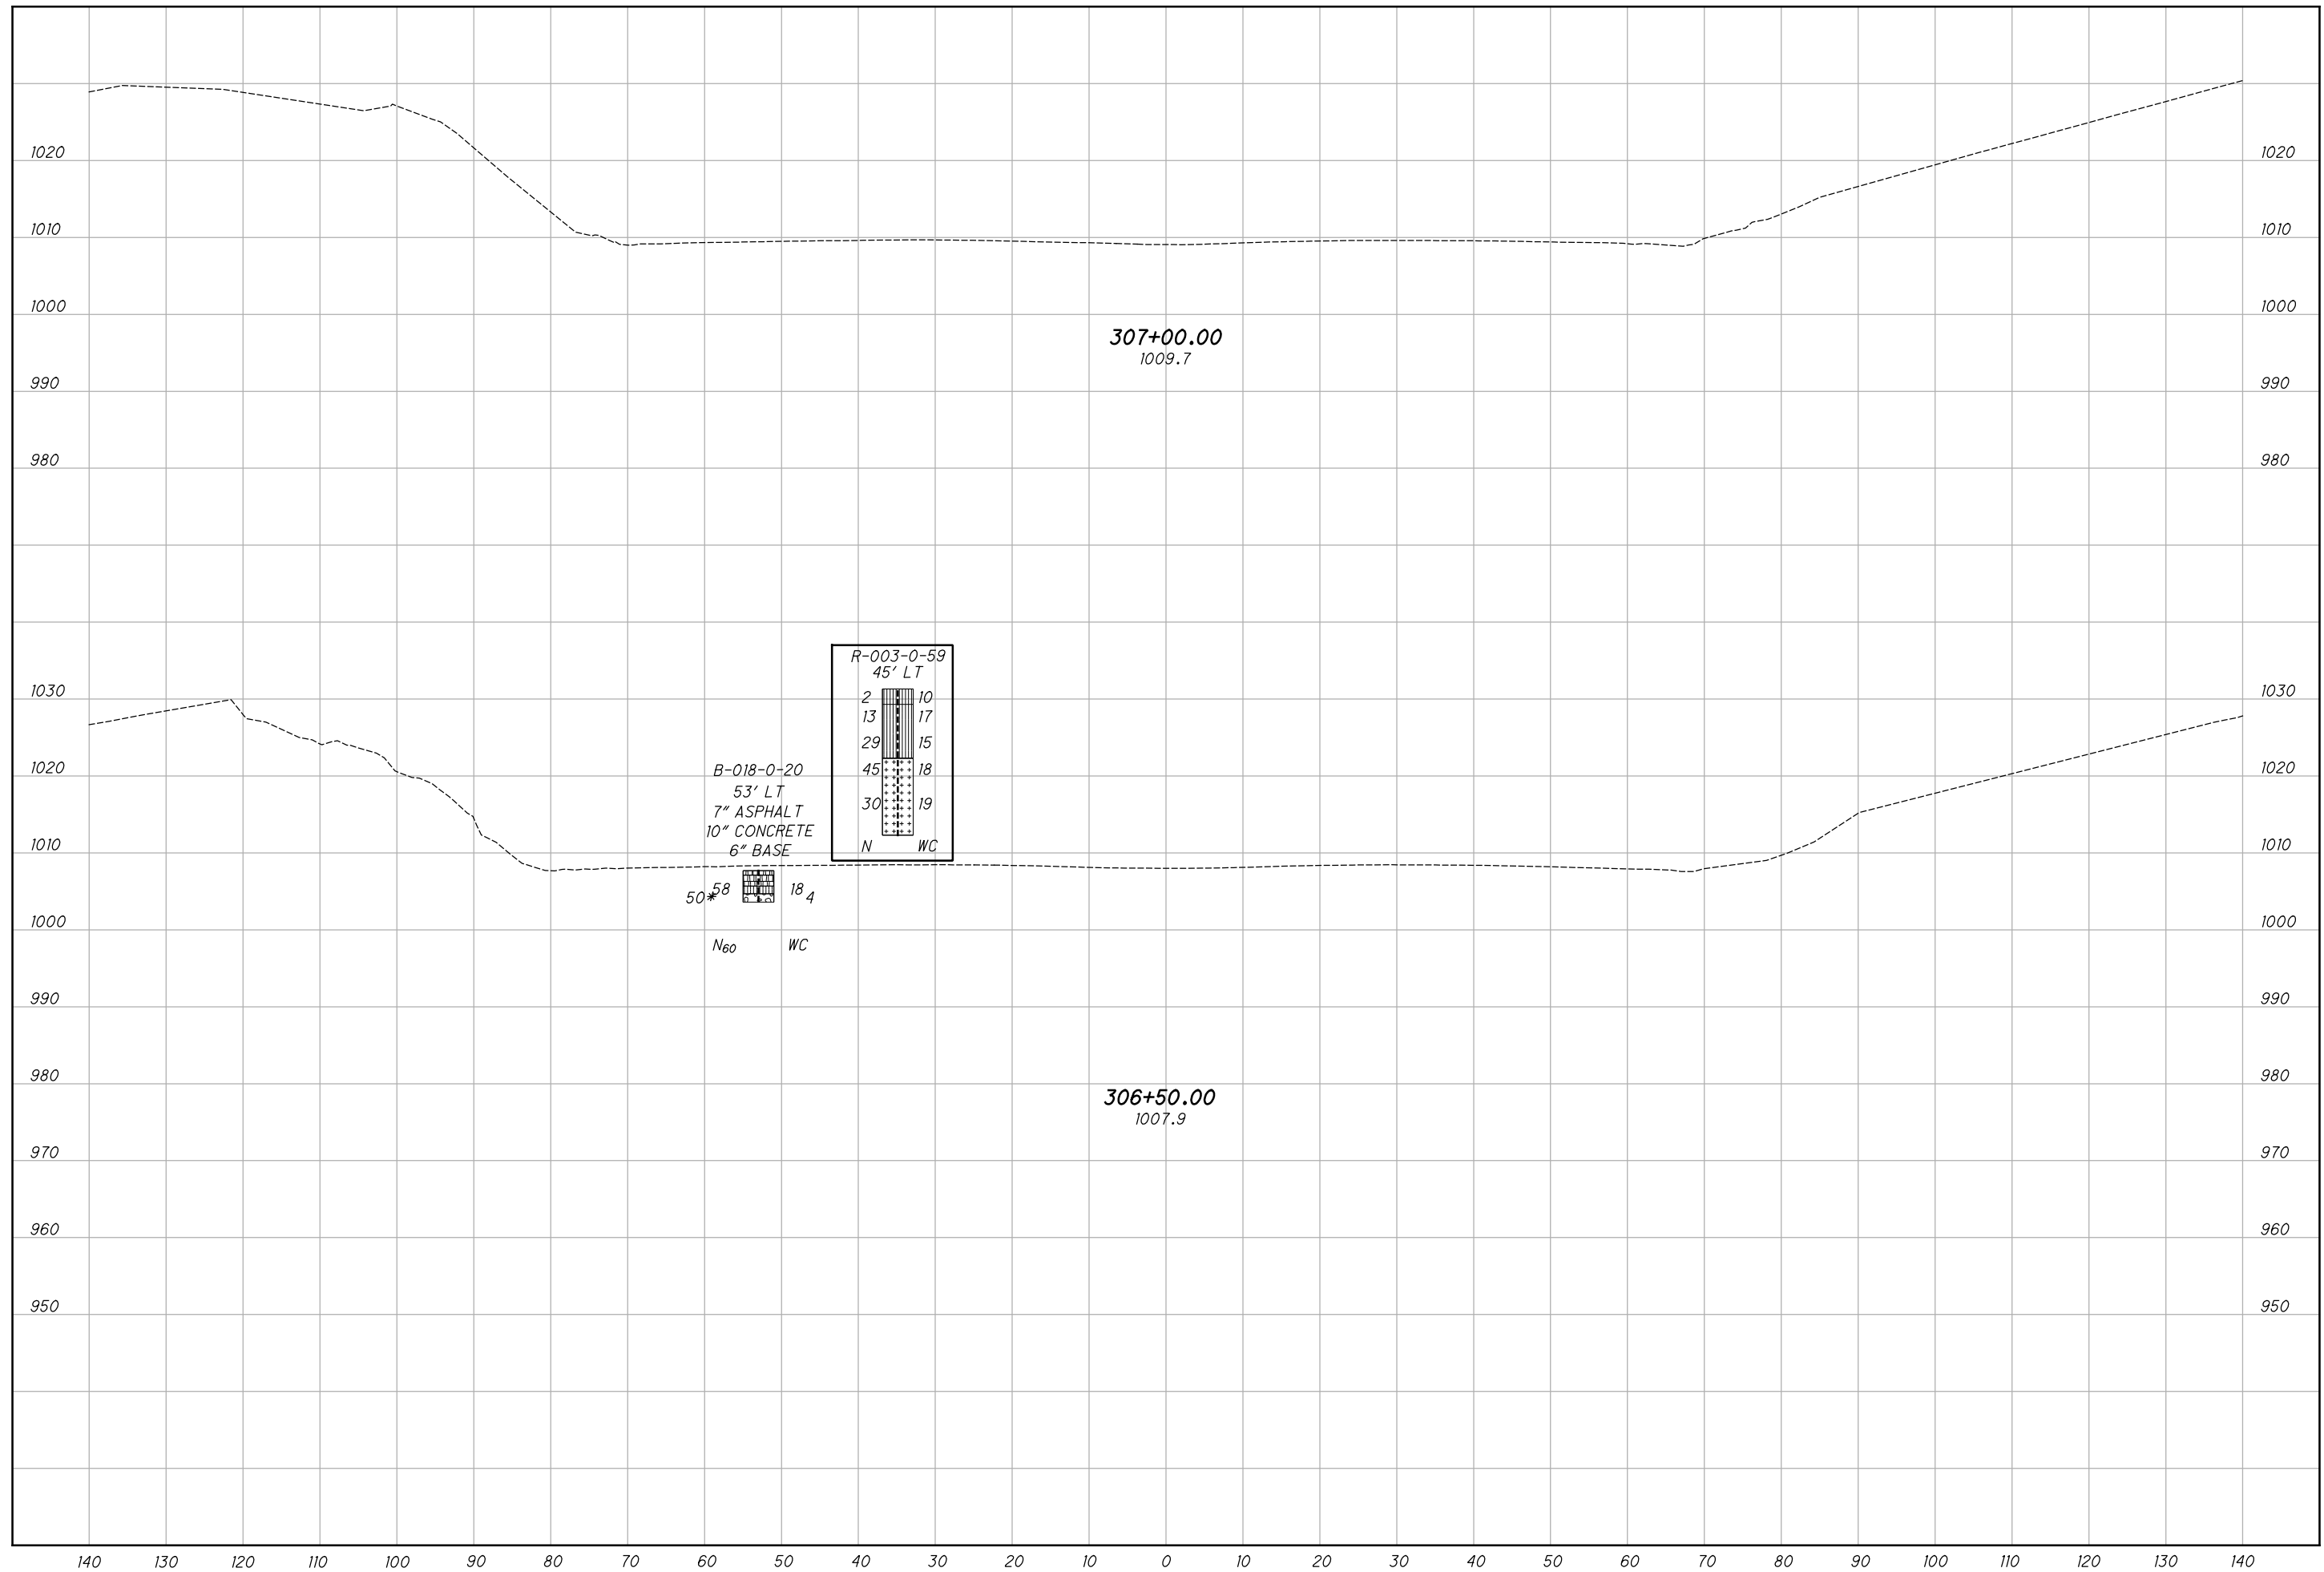 1020 1020
1010 1010
1000 1000
307+00.00
1009.7
990 990
980 980
R-003-0-59
45' LT
1030 2 10 1030
13 17
29 15
1020 B-018-0-20 45 18 1020
53' LT
7" ASPHALT 30 19
10" CONCRETE
1010 6" BASE N WC 1010
58 18
50* 4
1000 1000
N60 WC
990 990
980 980
306+50.00
1007.9
970 970
960 960
950 950
140 130 120 110 100 90 80 70 60 50 40 30 20 10 0 10 20 30 40 50 60 70 80 90 100 110 120 130 140